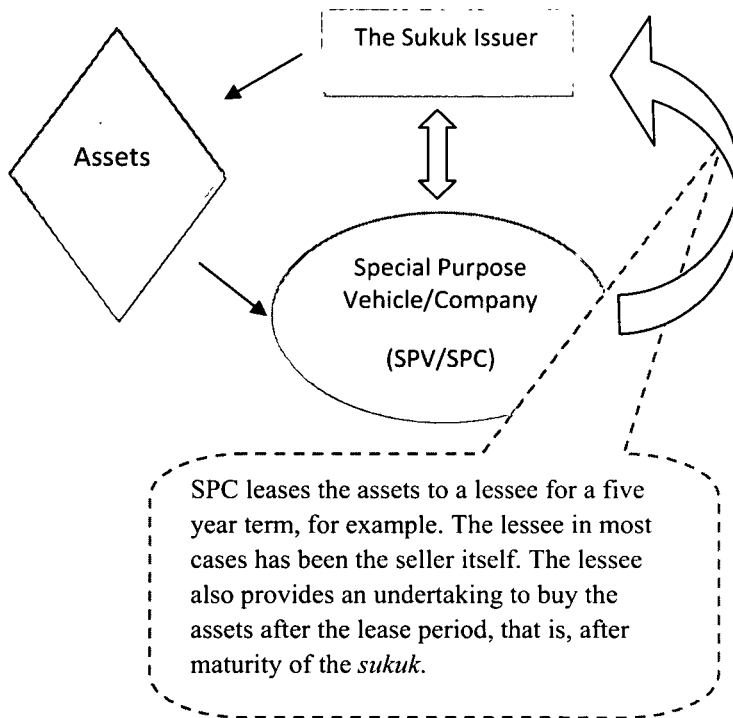 The Sukuk Issuer
Assets
Special Purpose
Vehicle/Company
(SPV/SPC)
SPC leases the assets to a lessee for a five
year term, for example. The lessee in most
cases has been the seller itself. The lessee
also provides an undertaking to buy the
assets after the lease period, that is, after
maturity of the sukuk.